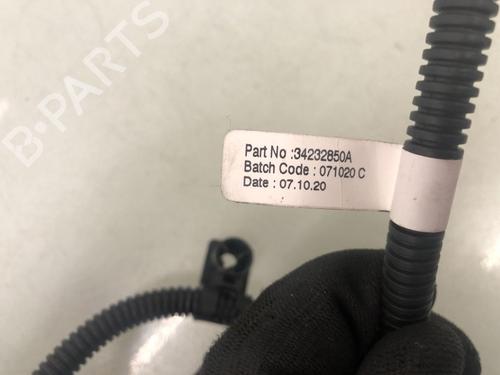 B-PARTS
Part No :34232850A
Batch Code : 071020 C
Date : 07.10.20